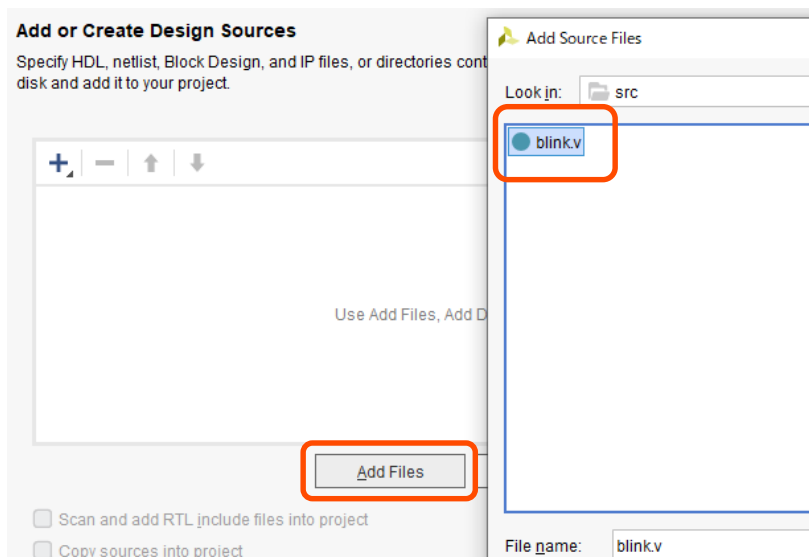 Add or Create Design Sources
Specify HDL, netlist, Block Design, and IP files, or directories cont
disk and add it to your project.
Use Add Files, Add D
Add Files
Scan and add RTL include files into project
Copy sources into project
Add Source Files
Look in: src
blink.v
File name: blink.v